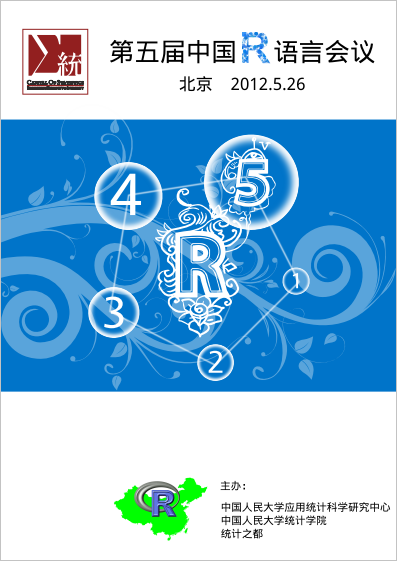 統
CAPITAL OF STATISTICS
第五届中国R语言会议
北京 2012.5.26
5
4
R
1
3
2
R
主办：
中国人民大学应用统计科学研究中心
中国人民大学统计学院
统计之都